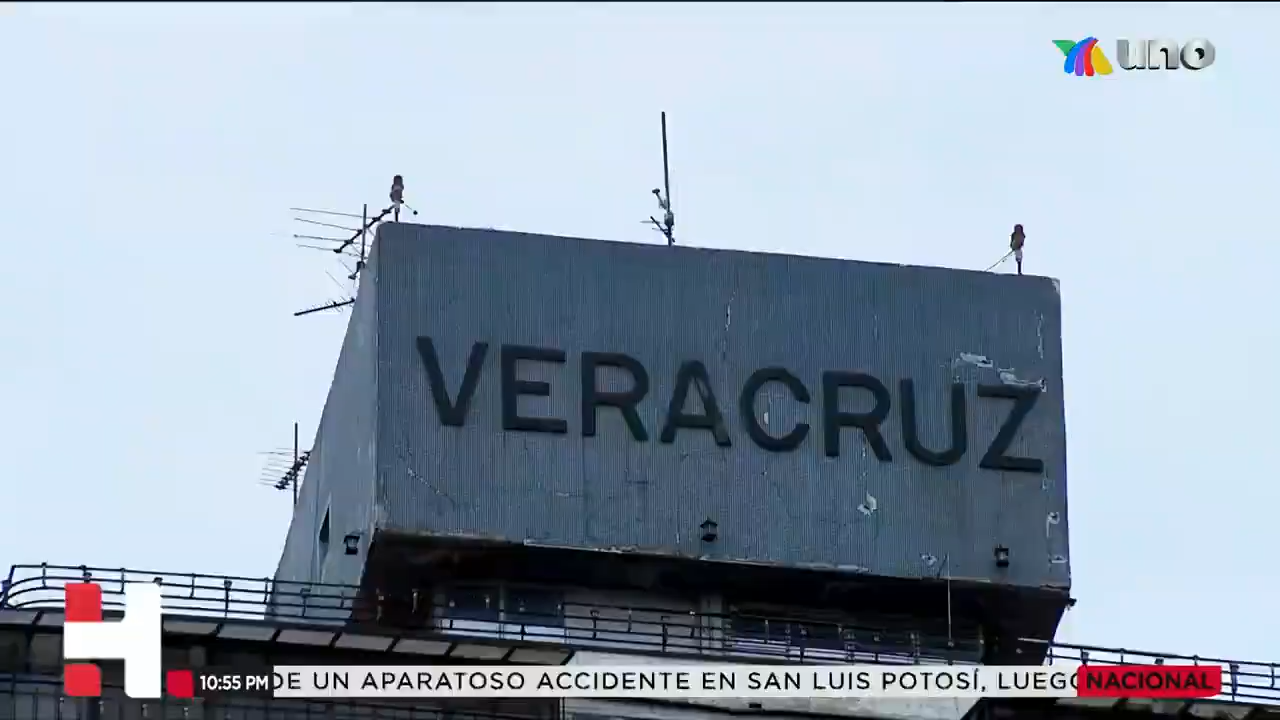 uno
VERACRUZ
H
10:55 PM DE UN APARATOSO ACCIDENTE EN SAN LUIS POTOSÍ, LUEGO NACIONAL